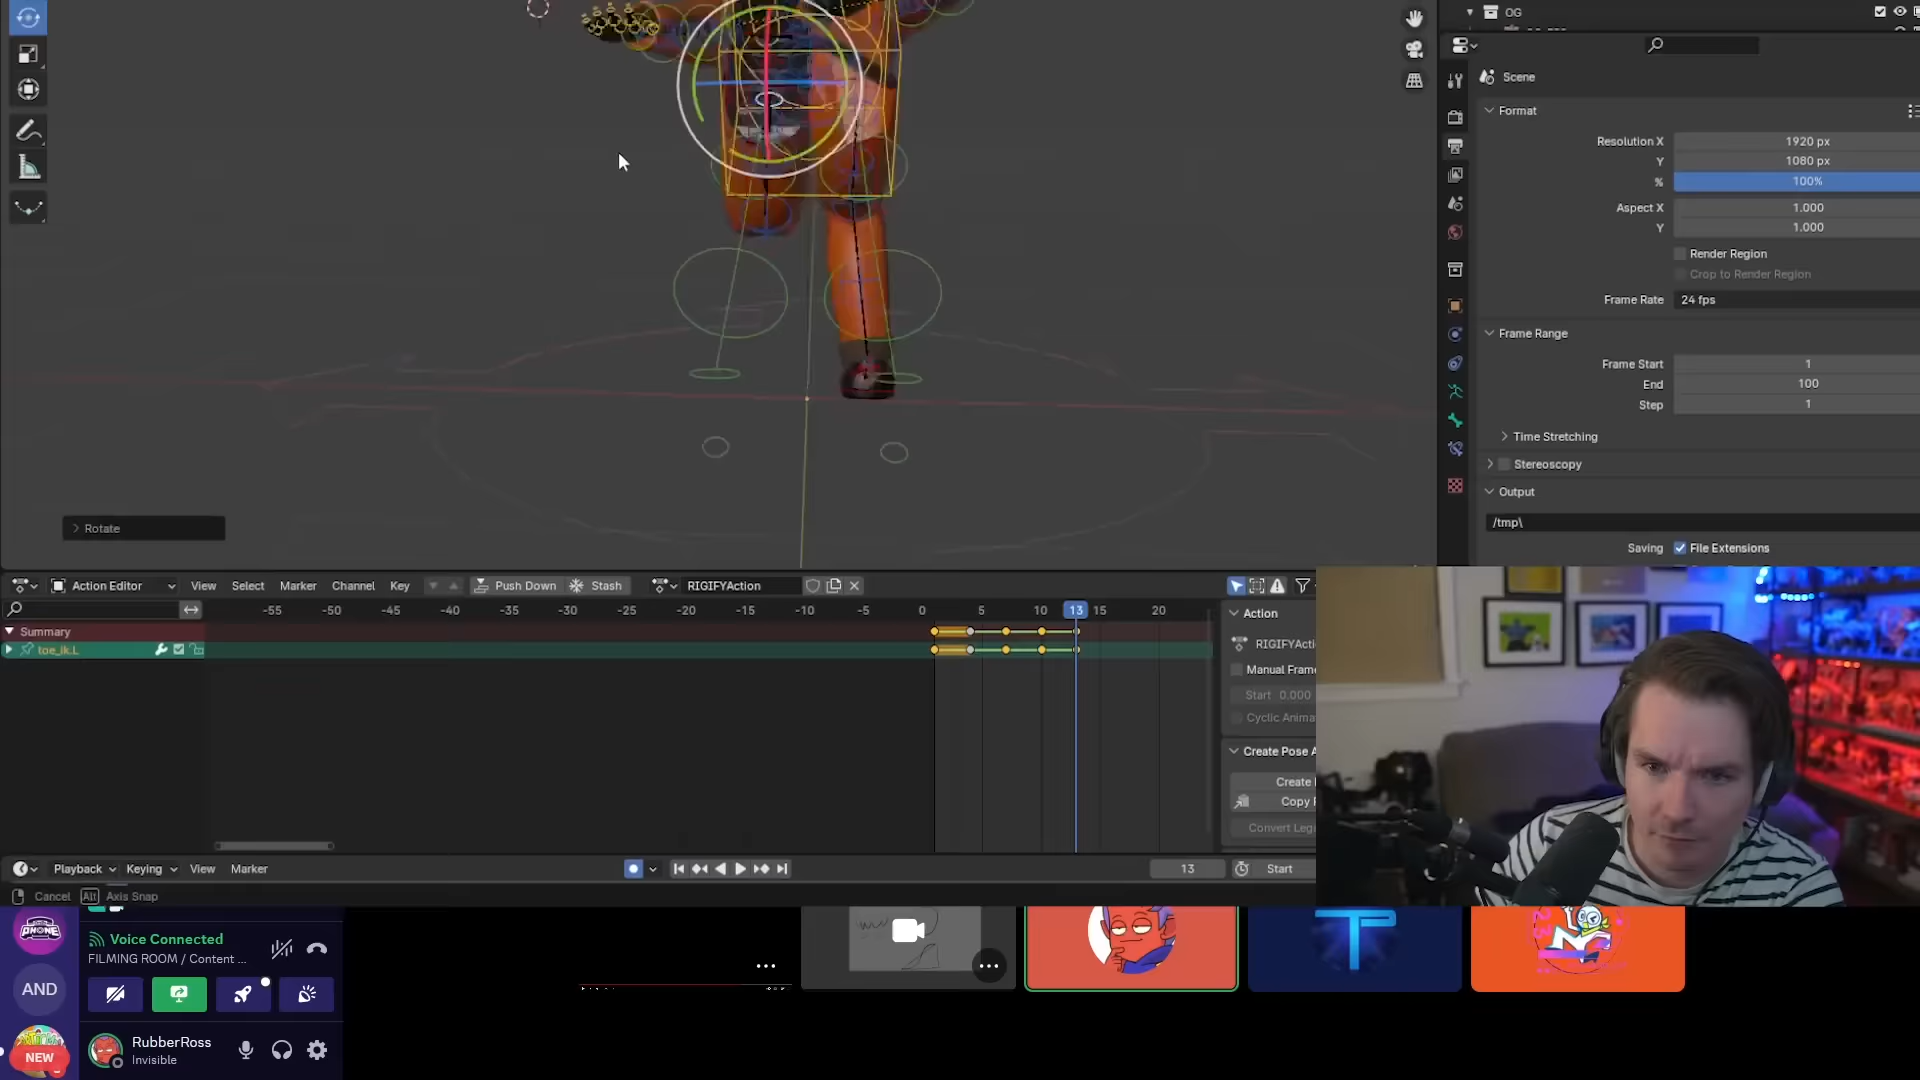 OG
Scene
Format
Resolution X 1920 px
Y 1080 px
% 100%
Aspect X 1.000
Y 1.000
Render Region
Crop to Render Region
Frame Rate 24 fps
Frame Range
Frame Start 1
End 100
Step 1
Time Stretching
Stereoscopy
Output
/tmp\
Saving File Extensions
Rotate
Action Editor View Select Marker Channel Key Push Down Stash RIGIFYAction
-55 -50 -45 -40 -35 -30 -25 -20 -15 -10 -5 0 5 10 13 15 20
Summary
toe_ik.L
Action
RIGIFYActi
Manual Frame
Start 0.000
Cyclic Anima
Create Pose A
Create
Copy
Convert Leg
Playback Keying View Marker 13 Start
Cancel Alt Axis Snap
PHONE
Voice Connected
FILMING ROOM / Content ...
AND
RubberRoss
Invisible
NEW